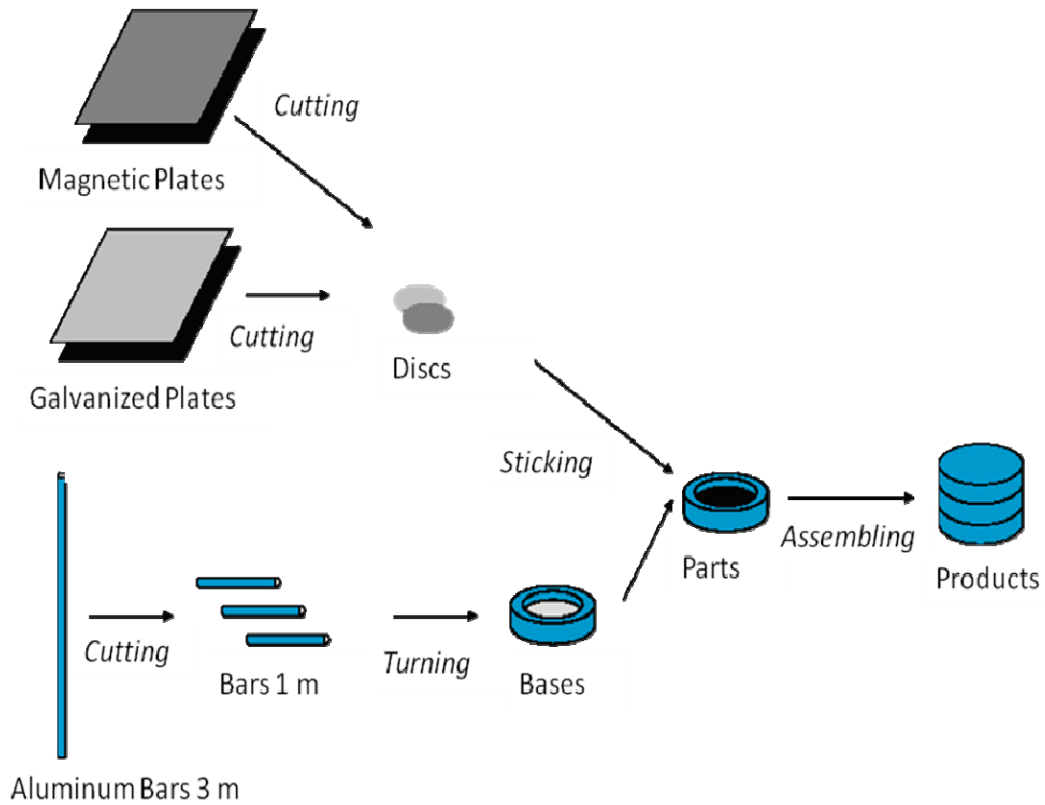 Cutting
Magnetic Plates
Cutting
Galvanized Plates
Discs
Sticking
Assembling
Parts
Products
Cutting
Bars 1 m
Turning
Bases
Aluminum Bars 3 m